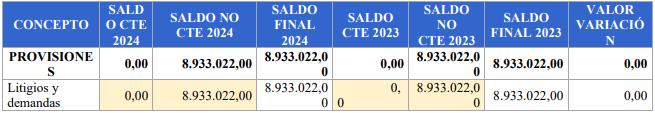 CONCEPTO SALD O CTE 2024 SALDO NO CTE 2024 SALDO FINAL 2024 SALDO CTE 2023 SALDO NO CTE 2023 SALDO FINAL 2023 VALOR VARIACIÓ N
PROVISIONE S 0,00 8.933.022,00 8.933.022,0 0 0,00 8.933.022,0 0 8.933.022,00 0,00
Litigios y demandas 0,00 8.933.022,00 8.933.022,0 0 0, 0 8.933.022,0 0 8.933.022,00 0,00